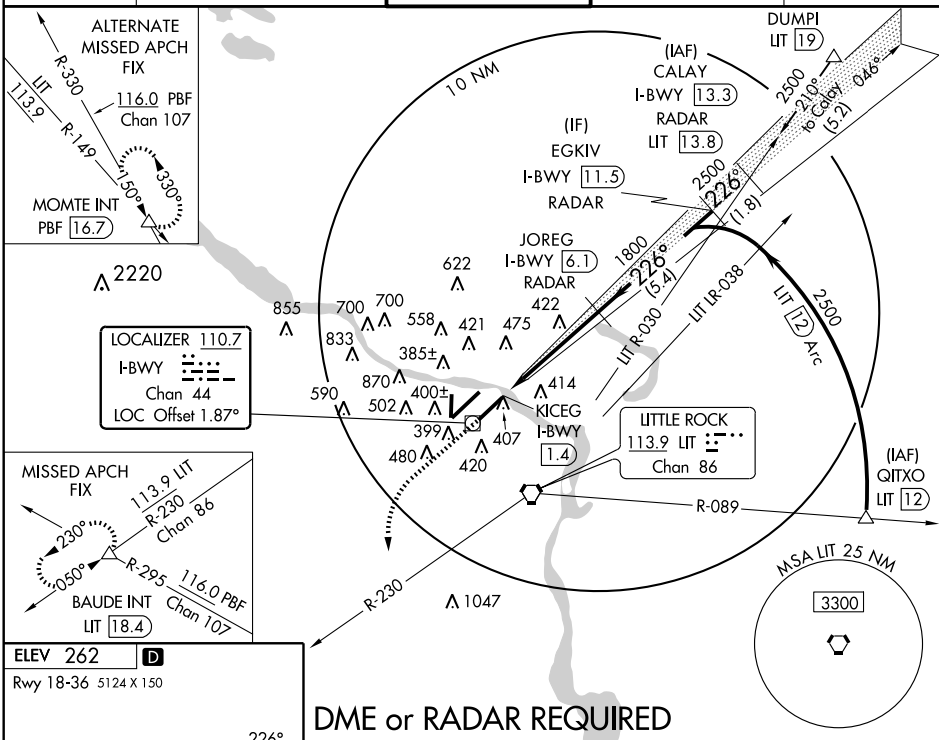 ALTERNATE
MISSED APCH
FIX
R-330
LIT
113.9
116.0 PBF
Chan 107
R-149
150°
330°
MOMTE INT
PBF 16.7
2220
10 NM
DUMPI
LIT 19
(IAF)
CALAY
I-BWY 13.3
RADAR
LIT 13.8
2500
210°
to Calay
046°
(5.2)
(IF)
EGKIV
I-BWY 11.5
RADAR
2500
226°
(1.8)
JOREG
I-BWY 6.1
RADAR
1800
226°
(5.4)
LIT R-030
LIT LR-038
LIT 12 Arc
2500
622
855
700
700
558
421
475
422
833
385±
870
400±
414
590
502
399
407
480
420
KICEG
I-BWY
1.4
LOCALIZER 110.7
I-BWY
Chan 44
LOC Offset 1.87°
LITTLE ROCK
113.9 LIT
Chan 86
(IAF)
QITXO
LIT 12
R-089
R-230
1047
MISSED APCH
FIX
113.9 LIT
R-230
Chan 86
230°
050°
R-295
116.0 PBF
Chan 107
BAUDE INT
LIT 18.4
MSA LIT 25 NM
3300
ELEV 262 D
Rwy 18-36 5124 X 150
226°
DME or RADAR REQUIRED